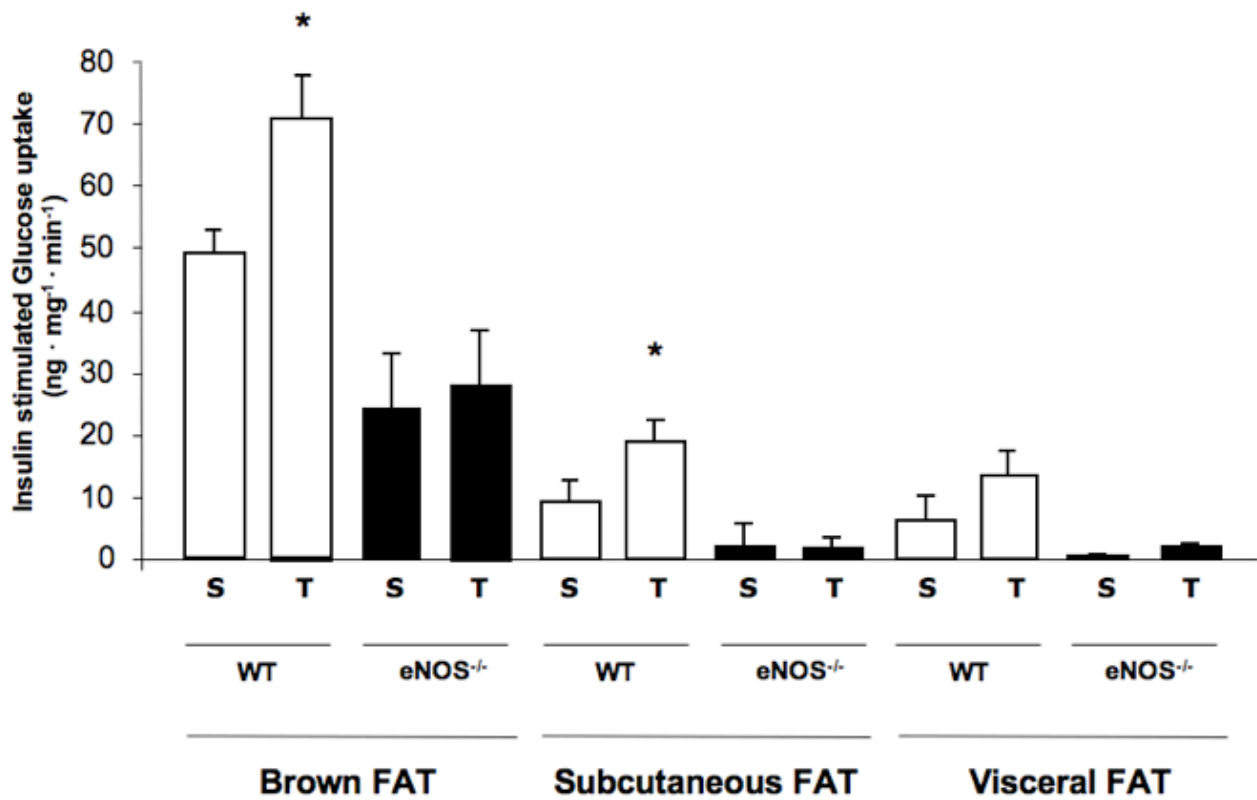 *
*
80
70
60
50
40
30
20
10
0
Insulin stimulated Glucose uptake
(ng · mg⁻¹ · min⁻¹)
S T S T S T S T S T S T
WT eNOS⁻/⁻ WT eNOS⁻/⁻ WT eNOS⁻/⁻
Brown FAT Subcutaneous FAT Visceral FAT